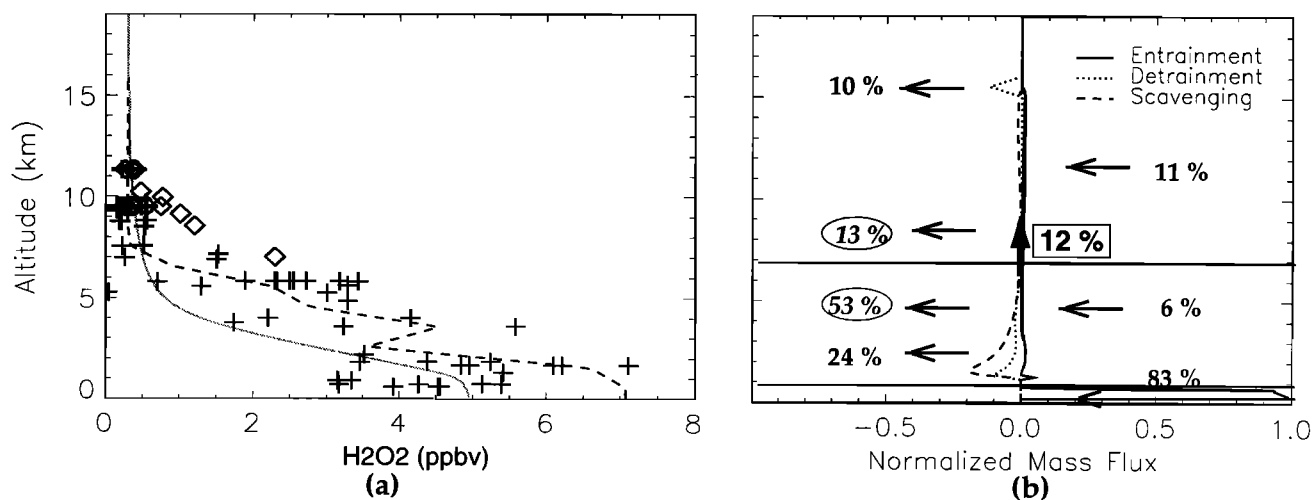 15
10
5
0
Altitude (km)
0
2
4
6
8
H2O2 (ppbv)
(a)
Entrainment
Detrainment
Scavenging
10 %
11 %
13 %
12 %
53 %
6 %
24 %
83 %
−0.5
0.0
0.5
1.0
Normalized Mass Flux
(b)